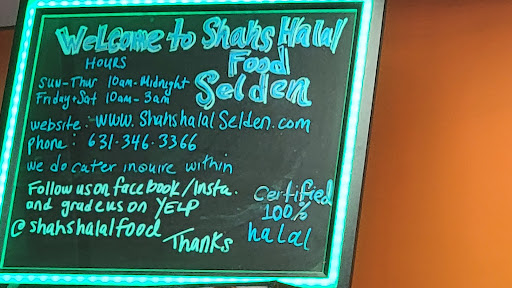 Welcome to Shahs Halal
Food
Selden
HOURS
Sun-Thur 10am-Midnight
Friday+Sat 10am-3am
website: www.ShahshalalSelden.com
phone: 631-346-3366
we do cater inquire within
Follow us on facebook/Insta.
and grade us on YELP
@shahshalalfood
Thanks
Certified
100%
halal